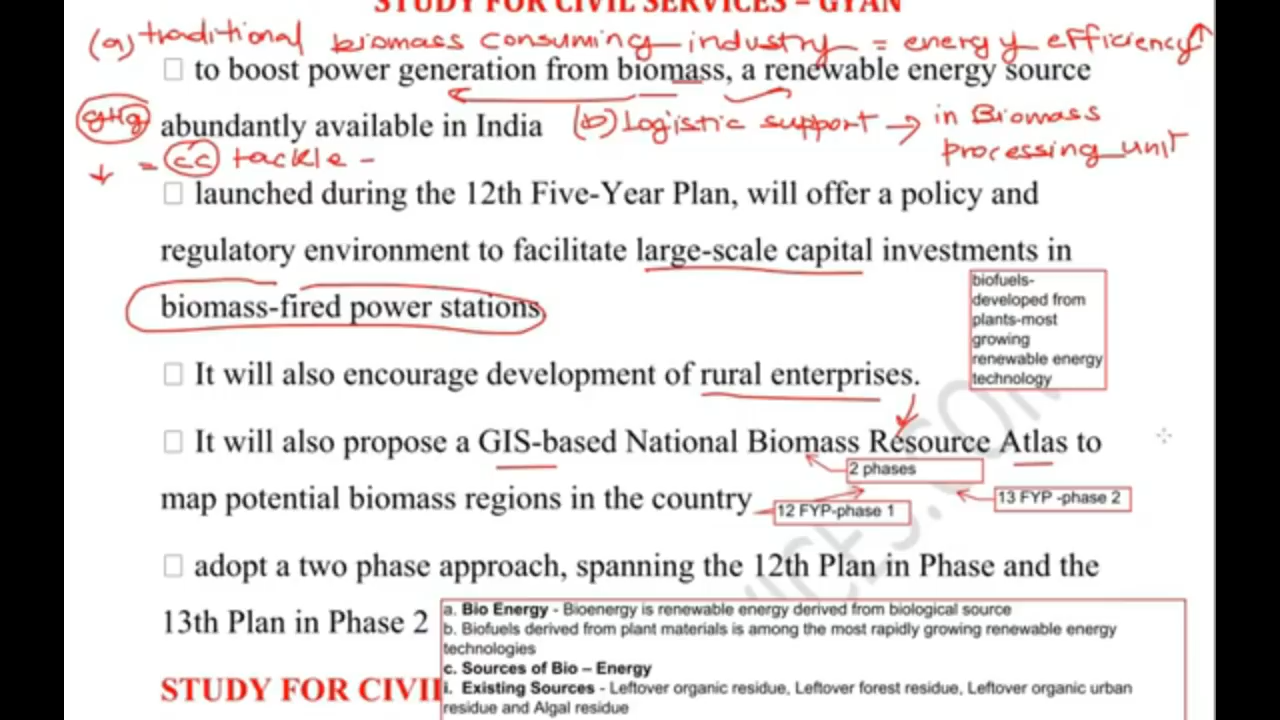 STUDY FOR CIVIL SERVICES – GYAN
(a) traditional biomass consuming industry = energy efficiency↑
to boost power generation from biomass, a renewable energy source
GHG abundantly available in India (b) Logistic support → in Biomass
↓ = CC tackle - processing unit
launched during the 12th Five-Year Plan, will offer a policy and
regulatory environment to facilitate large-scale capital investments in
biomass-fired power stations
biofuels-
developed from
plants-most
growing
renewable energy
technology
It will also encourage development of rural enterprises.
It will also propose a GIS-based National Biomass Resource Atlas to
2 phases
map potential biomass regions in the country
12 FYP-phase 1
13 FYP -phase 2
adopt a two phase approach, spanning the 12th Plan in Phase and the
13th Plan in Phase 2
a. Bio Energy - Bioenergy is renewable energy derived from biological source
b. Biofuels derived from plant materials is among the most rapidly growing renewable energy
technologies
c. Sources of Bio – Energy
i. Existing Sources - Leftover organic residue, Leftover forest residue, Leftover organic urban
residue and Algal residue
STUDY FOR CIVI